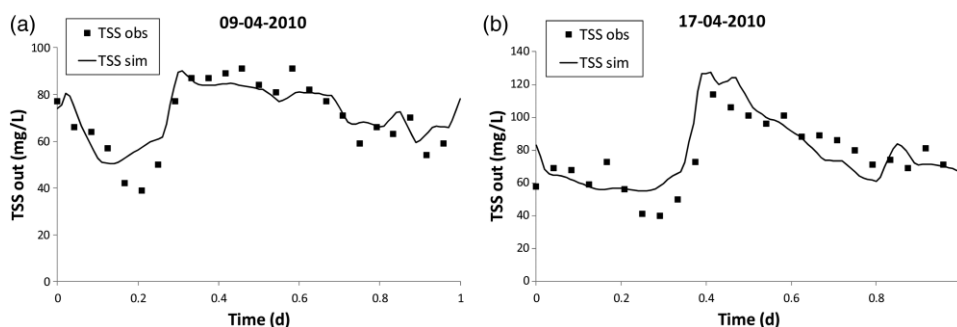 (a)
09-04-2010
TSS obs
TSS sim
TSS out (mg/L)
100
80
60
40
20
0
0 0.2 0.4 0.6 0.8 1
Time (d)
(b)
17-04-2010
TSS obs
TSS sim
TSS out (mg/L)
140
120
100
80
60
40
20
0
0 0.2 0.4 0.6 0.8
Time (d)